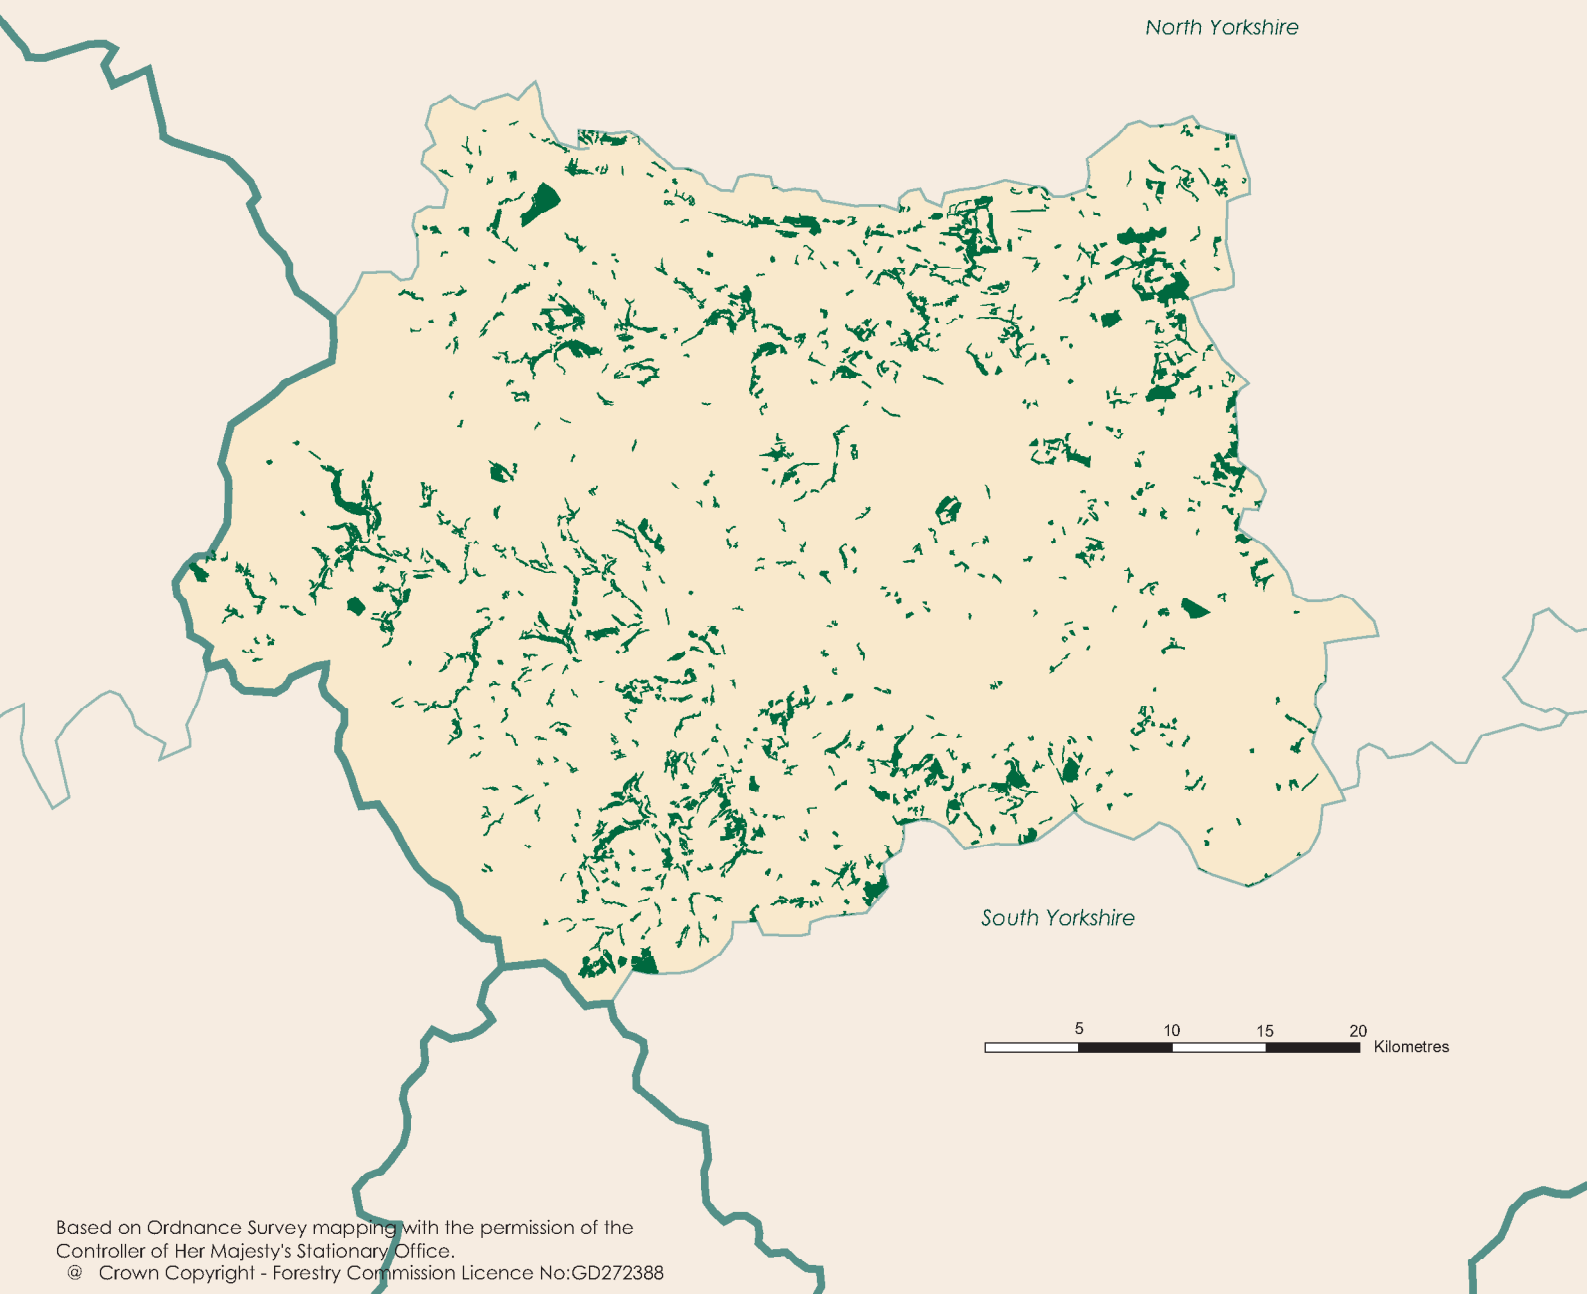 North Yorkshire
South Yorkshire
5 10 15 20
Kilometres
Based on Ordnance Survey mapping with the permission of the
Controller of Her Majesty's Stationary Office.
@ Crown Copyright - Forestry Commission Licence No:GD272388